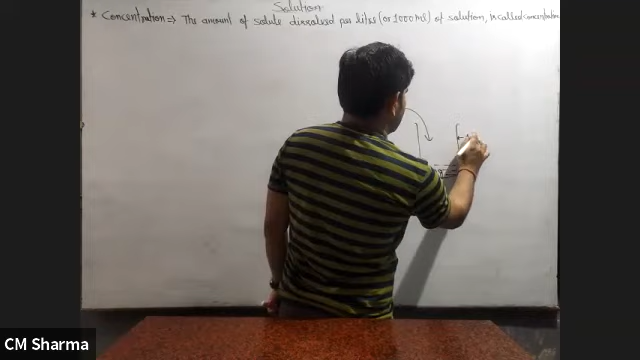 Solution
* Concentration => The amount of solute dissolved per litre (or 1000 ml) of solution, is called concentration
CM Sharma